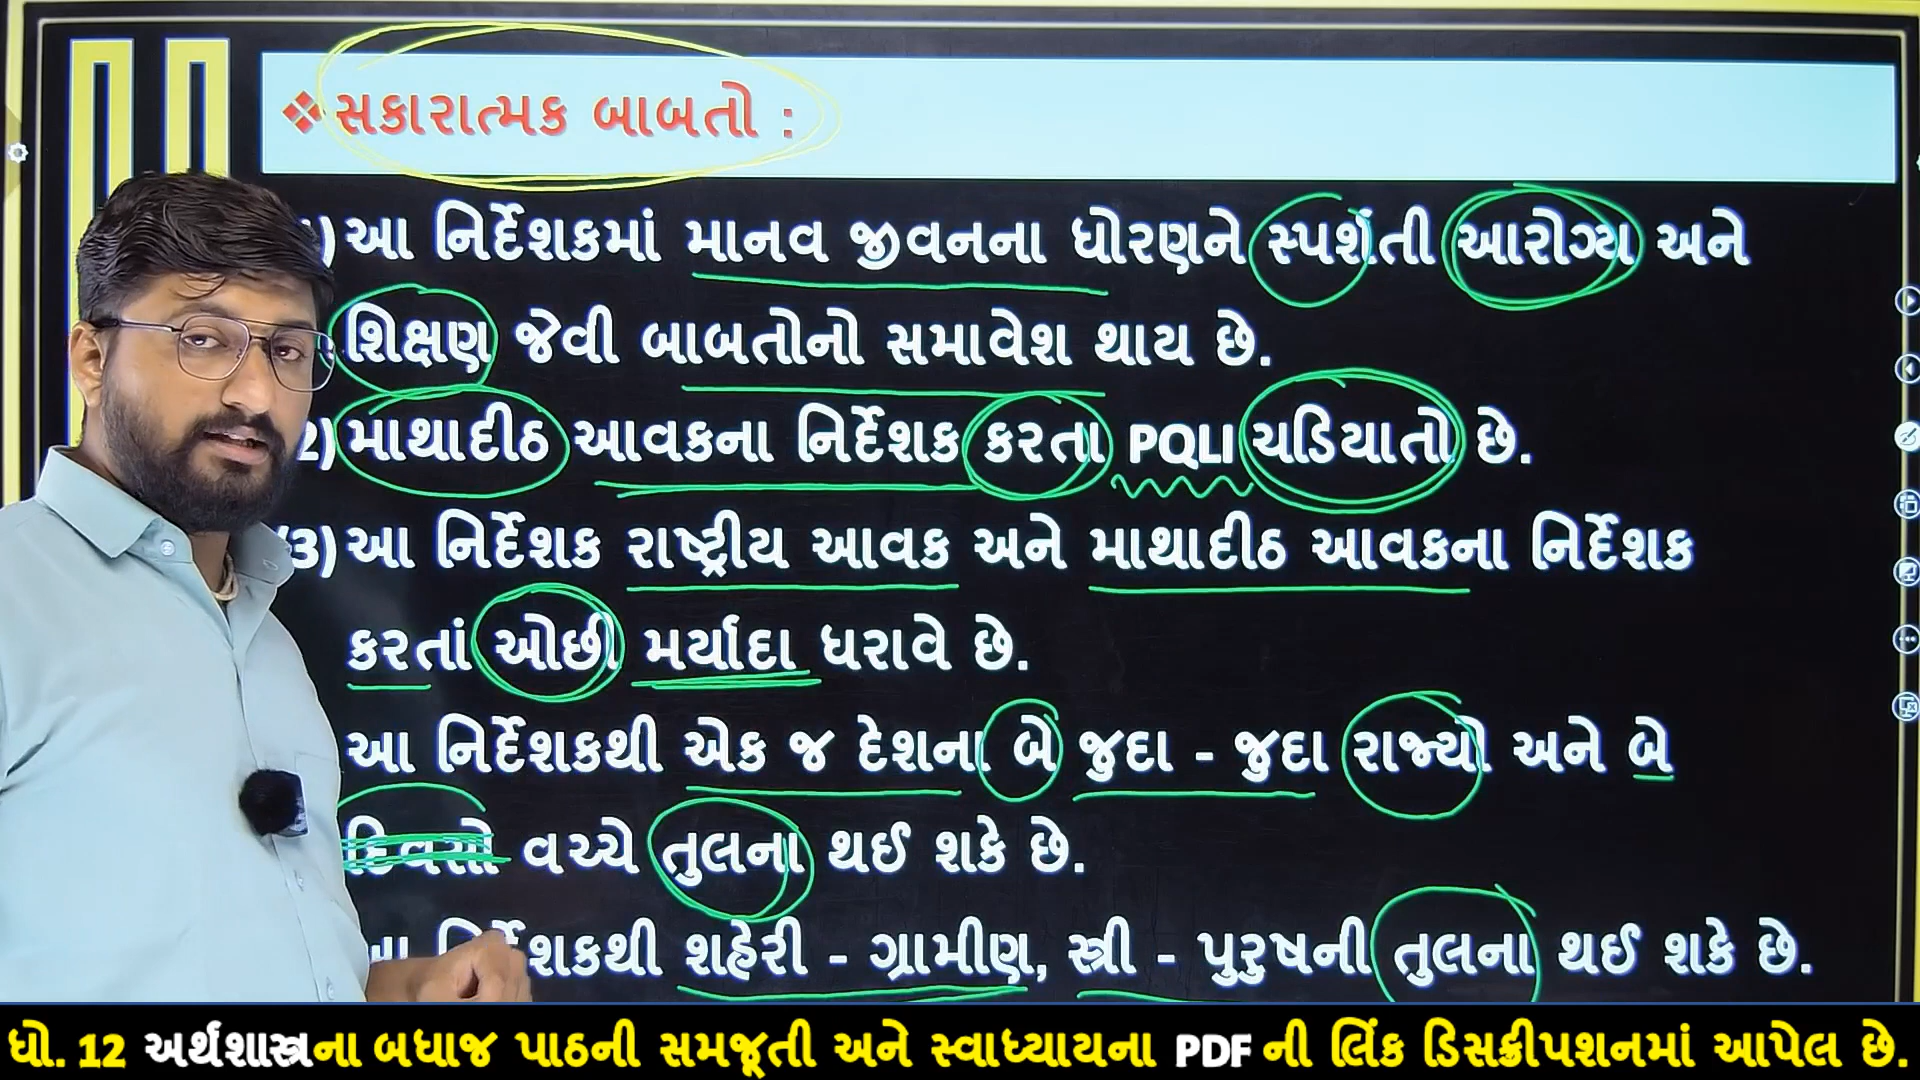 ❖ સકારાત્મક બાબતો :
આ નિર્દેશકમાં માનવ જીવનના ધોરણને સ્પર્શતી આરોગ્ય અને
શિક્ષણ જેવી બાબતોનો સમાવેશ થાય છે.
2) માથાદીઠ આવકના નિર્દેશક કરતા PQLI ચડિયાતો છે.
(3) આ નિર્દેશક રાષ્ટ્રીય આવક અને માથાદીઠ આવકના નિર્દેશક
કરતાં ઓછી મર્યાદા ધરાવે છે.
આ નિર્દેશકથી એક જ દેશના બે જુદા - જુદા રાજ્યો અને બે
દિવસો વચ્ચે તુલના થઈ શકે છે.
આ નિર્દેશકથી શહેરી - ગ્રામીણ, સ્ત્રી - પુરુષની તુલના થઈ શકે છે.
ધો. 12 અર્થશાસ્ત્રના બધાજ પાઠની સમજૂતી અને સ્વાધ્યાયના PDF ની લિંક ડિસક્રીપશનમાં આપેલ છે.